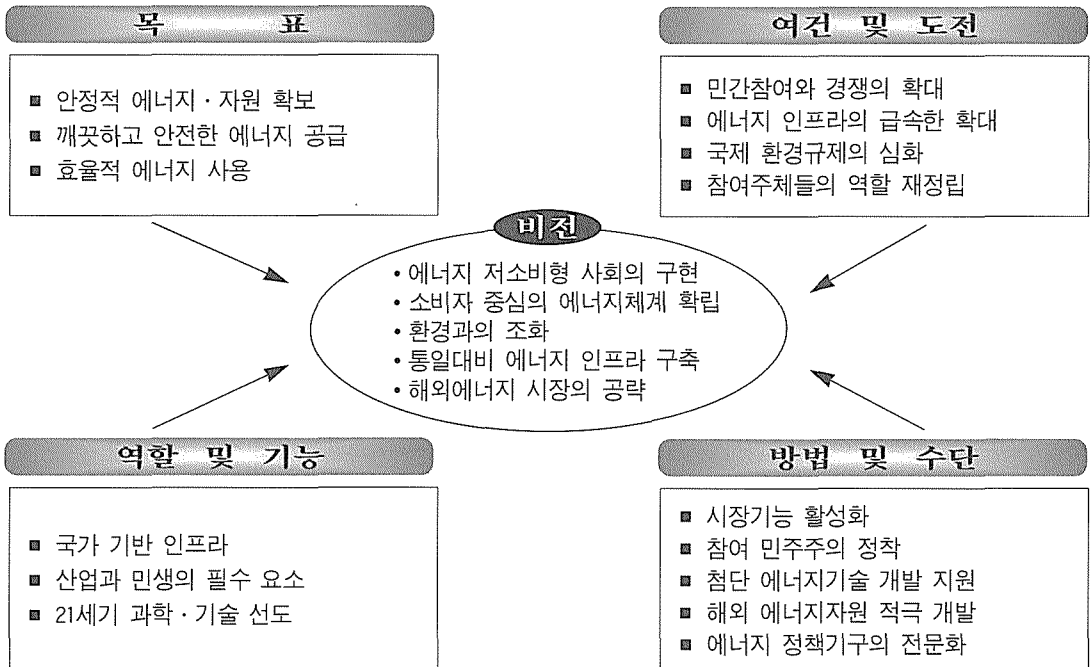 목 표
■ 안정적 에너지 · 자원 확보
■ 깨끗하고 안전한 에너지 공급
■ 효율적 에너지 사용
여건 및 도전
■ 민간참여와 경쟁의 확대
■ 에너지 인프라의 급속한 확대
■ 국제 환경규제의 심화
■ 참여주체들의 역할 재정립
비전
• 에너지 저소비형 사회의 구현
• 소비자 중심의 에너지체계 확립
• 환경과의 조화
• 통일대비 에너지 인프라 구축
• 해외에너지 시장의 공략
역할 및 기능
■ 국가 기반 인프라
■ 산업과 민생의 필수 요소
■ 21세기 과학 · 기술 선도
방법 및 수단
■ 시장기능 활성화
■ 참여 민주주의 정착
■ 첨단 에너지기술 개발 지원
■ 해외 에너지자원 적극 개발
■ 에너지 정책기구의 전문화